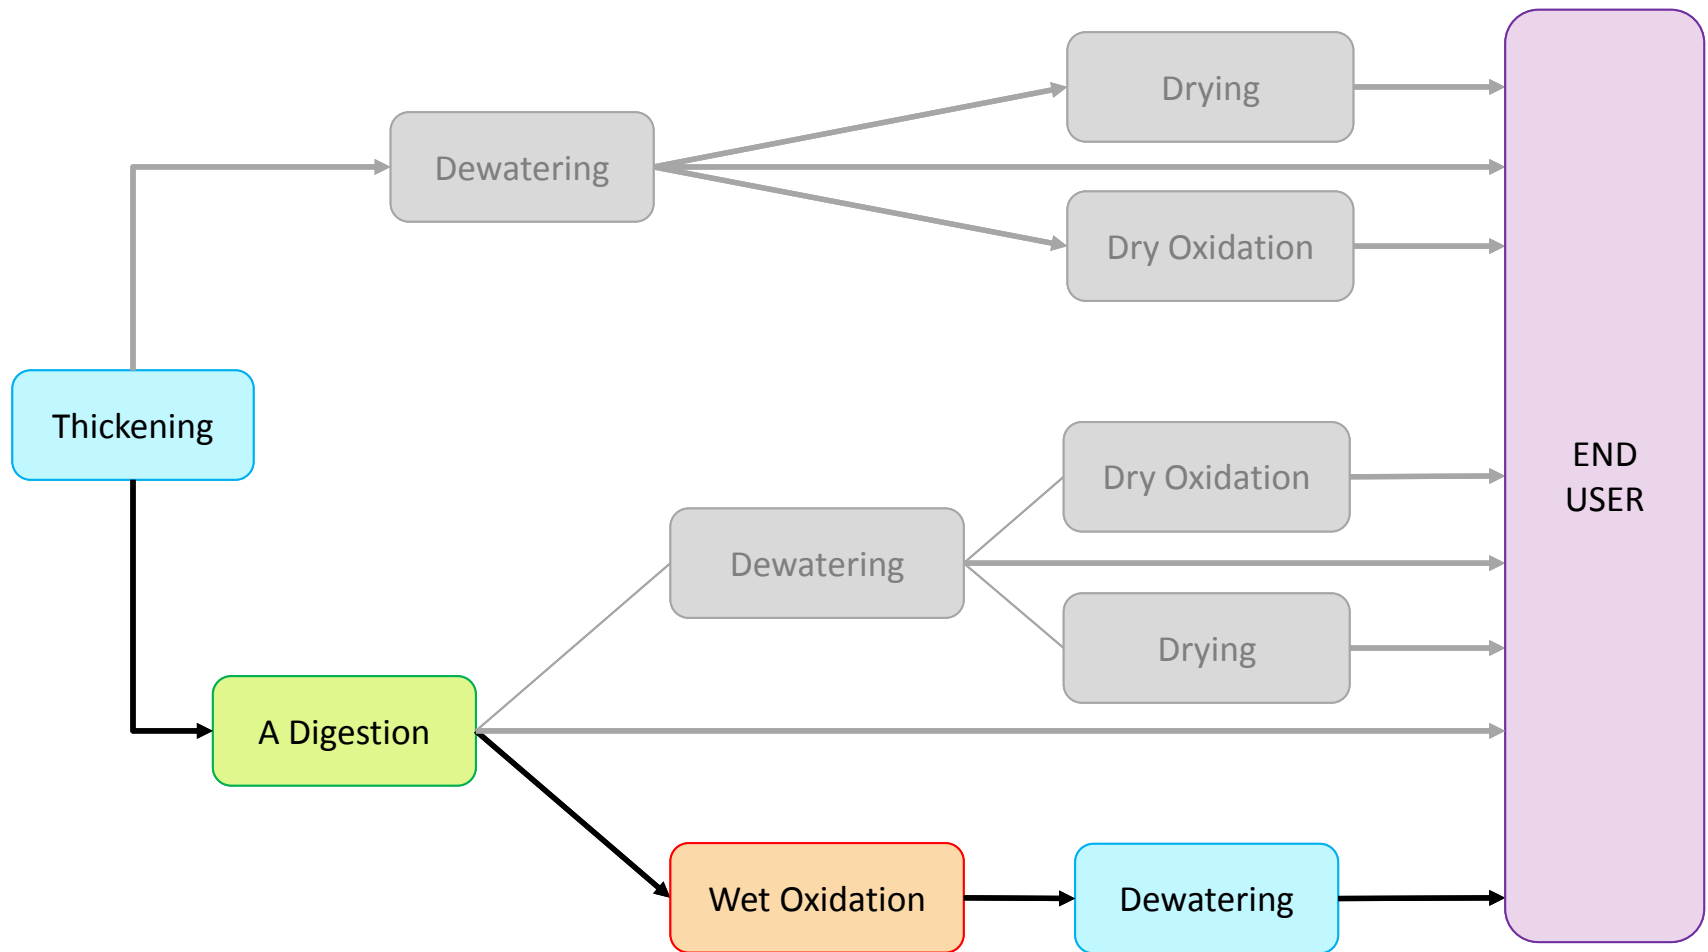 Drying
Dewatering
Dry Oxidation
Thickening
END
USER
Dry Oxidation
Dewatering
Drying
A Digestion
Wet Oxidation
Dewatering